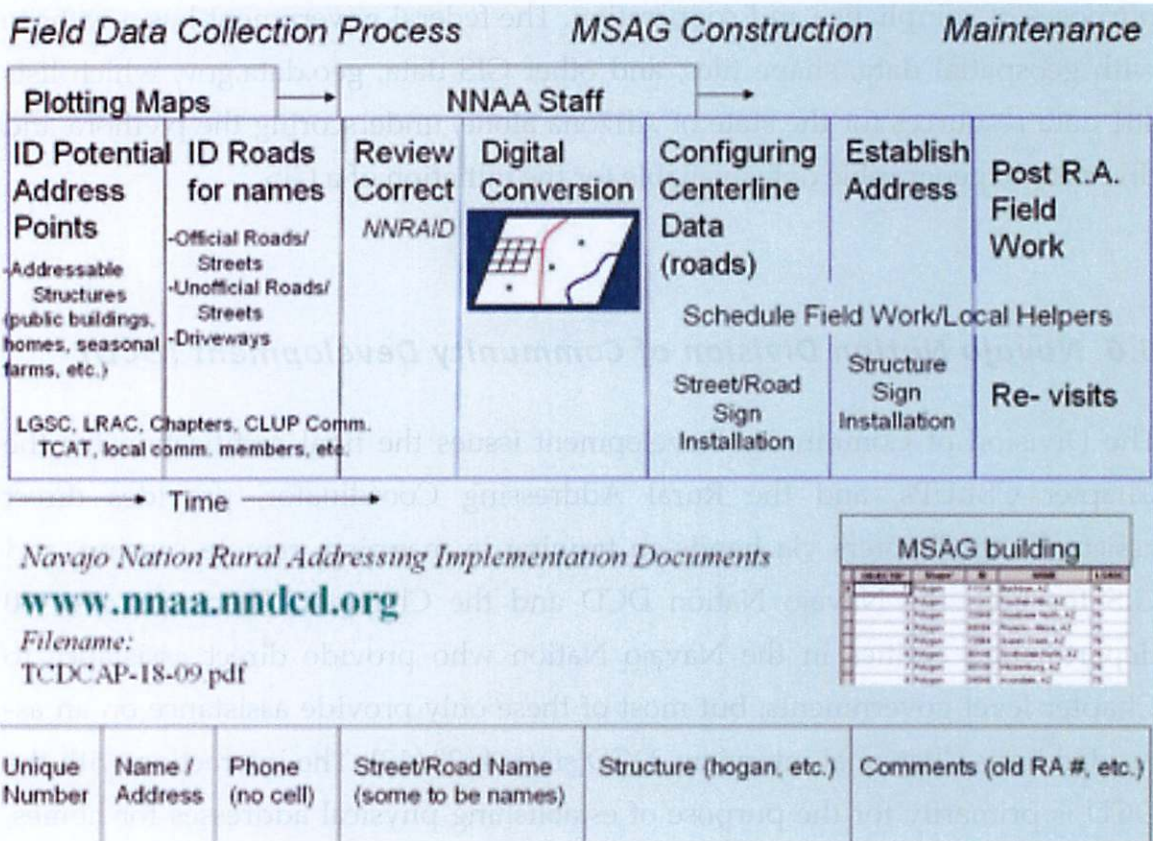 Field Data Collection Process MSAG Construction Maintenance
Plotting Maps NNAA Staff
ID Potential
Address
Points
-Addressable
Structures
(public buildings,
homes, seasonal
farms, etc.)
ID Roads
for names
-Official Roads/
Streets
-Unofficial Roads/
Streets
-Driveways
LGSC, LRAC, Chapters, CLUP Comm.
TCAT, local comm. members, etc.
Review
Correct
NNRAID
Digital
Conversion
Configuring
Centerline
Data
(roads)
Establish
Address
Post R.A.
Field
Work
Schedule Field Work/Local Helpers
Street/Road
Sign
Installation
Structure
Sign
Installation
Re- visits
Time
Navajo Nation Rural Addressing Implementation Documents
www.nnaa.nndcd.org
Filename:
TCDCAP-18-09.pdf
MSAG building
Unique
Number
Name /
Address
Phone
(no cell)
Street/Road Name
(some to be names)
Structure (hogan, etc.)
Comments (old RA #, etc.)